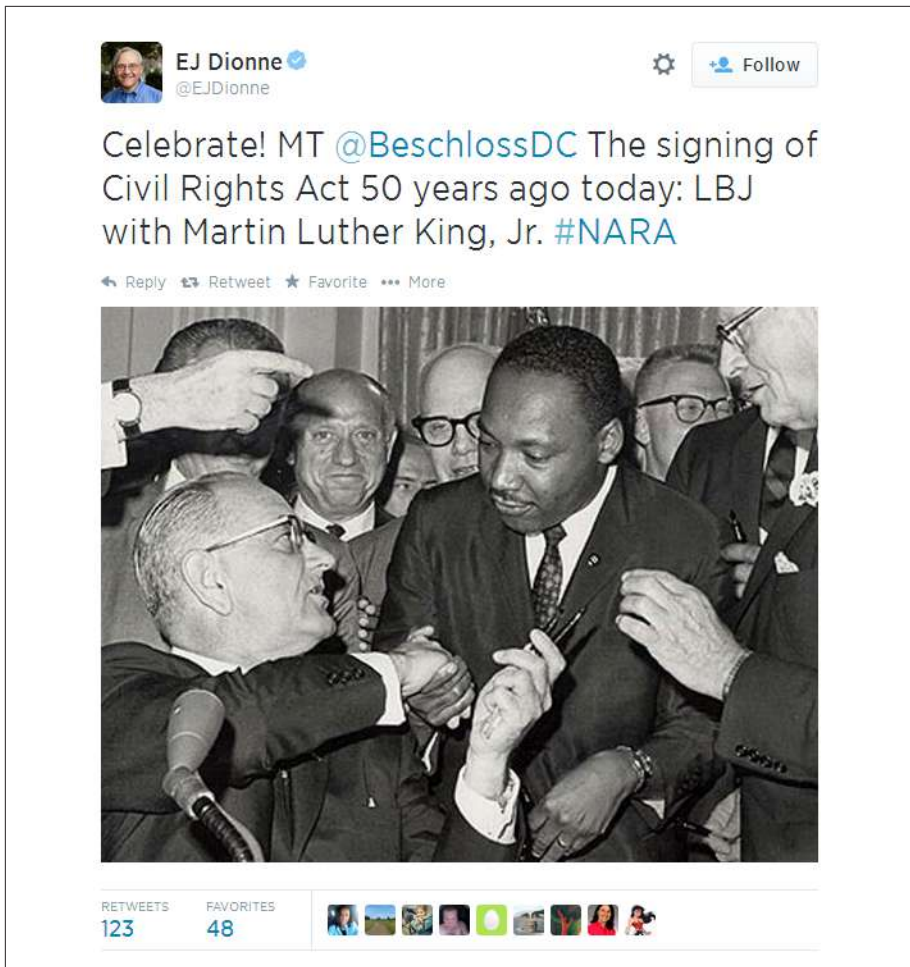 EJ Dionne
@EJDionne
Follow
Celebrate! MT @BeschlossDC The signing of
Civil Rights Act 50 years ago today: LBJ
with Martin Luther King, Jr. #NARA
Reply Retweet Favorite More
RETWEETS FAVORITES
123 48